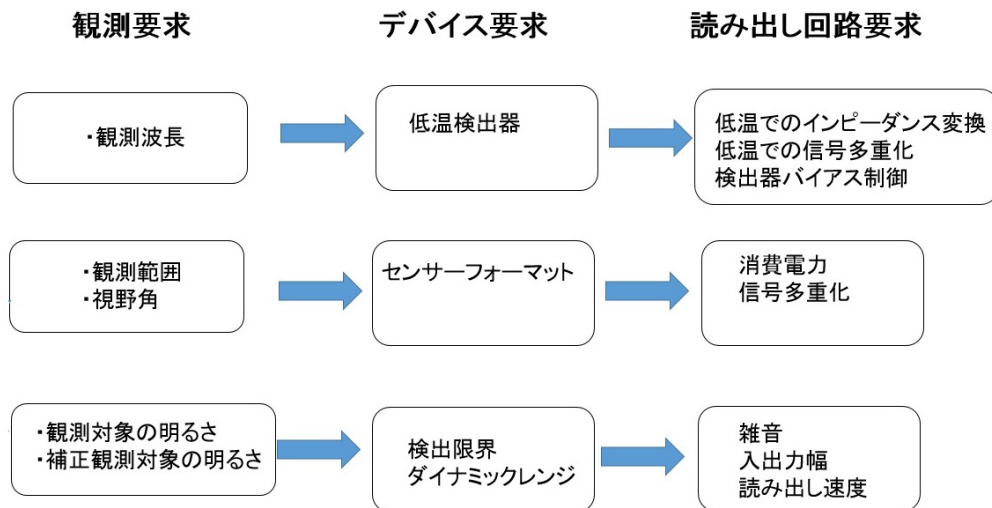 観測要求
デバイス要求
読み出し回路要求
・観測波長
低温検出器
低温でのインピーダンス変換
低温での信号多重化
検出器バイアス制御
・観測範囲
・視野角
センサーフォーマット
消費電力
信号多重化
・観測対象の明るさ
・補正観測対象の明るさ
検出限界
ダイナミックレンジ
雑音
入出力幅
読み出し速度